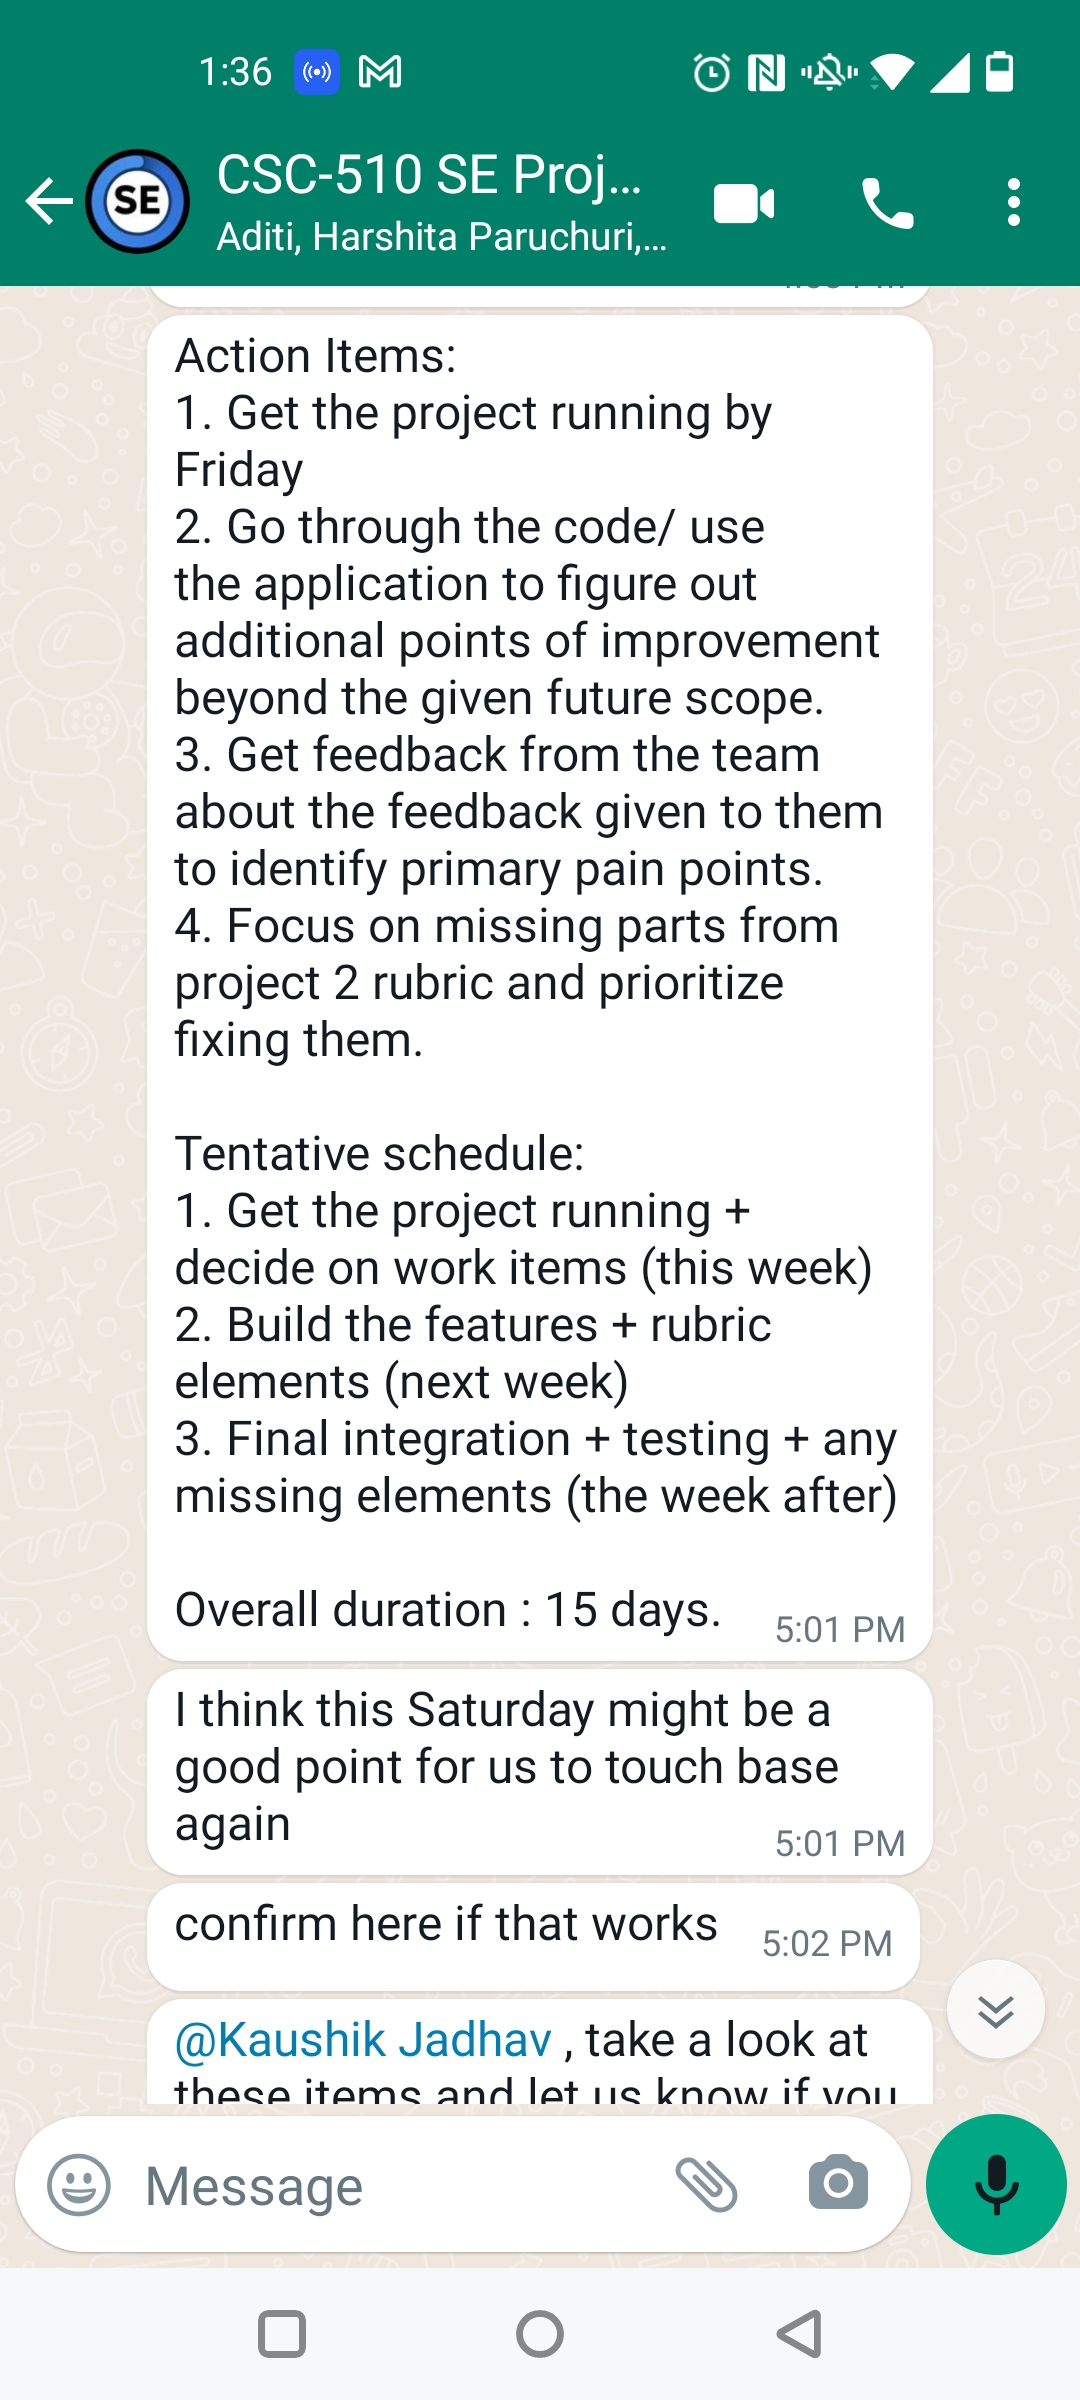 1:36
SE
CSC-510 SE Proj...
Aditi, Harshita Paruchuri,...
Action Items:
1. Get the project running by
Friday
2. Go through the code/ use
the application to figure out
additional points of improvement
beyond the given future scope.
3. Get feedback from the team
about the feedback given to them
to identify primary pain points.
4. Focus on missing parts from
project 2 rubric and prioritize
fixing them.
Tentative schedule:
1. Get the project running +
decide on work items (this week)
2. Build the features + rubric
elements (next week)
3. Final integration + testing + any
missing elements (the week after)
Overall duration : 15 days.
5:01 PM
I think this Saturday might be a
good point for us to touch base
again
5:01 PM
confirm here if that works
5:02 PM
@Kaushik Jadhav , take a look at
these items and let us know if you
Message